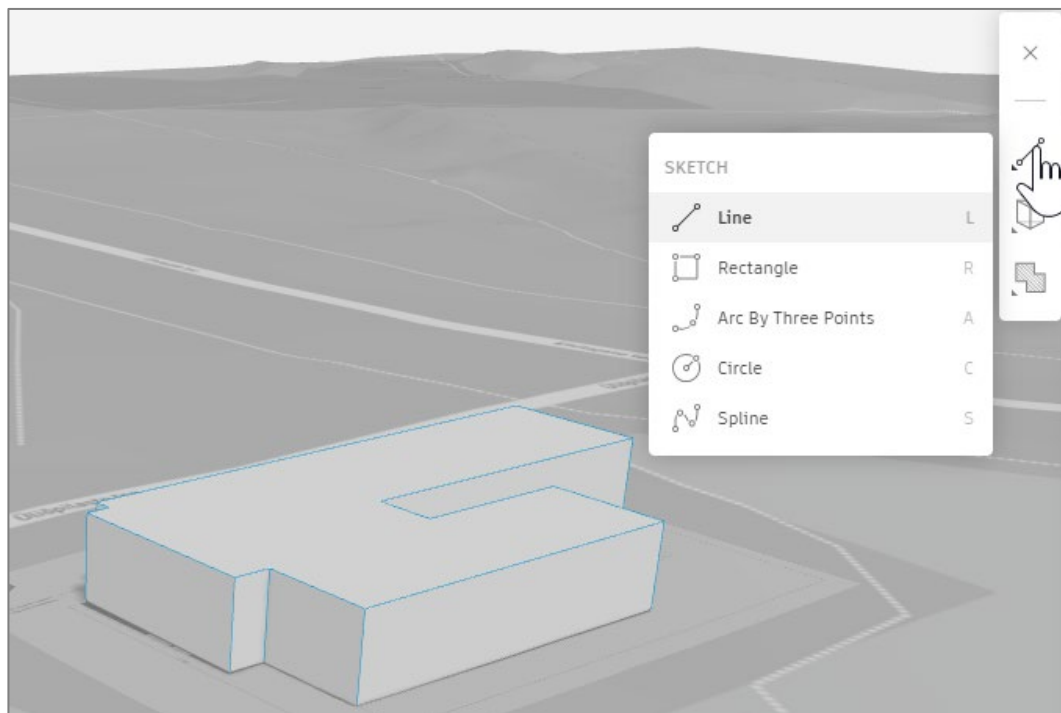 SKETCH
Line L
Rectangle R
Arc By Three Points A
Circle C
Spline S